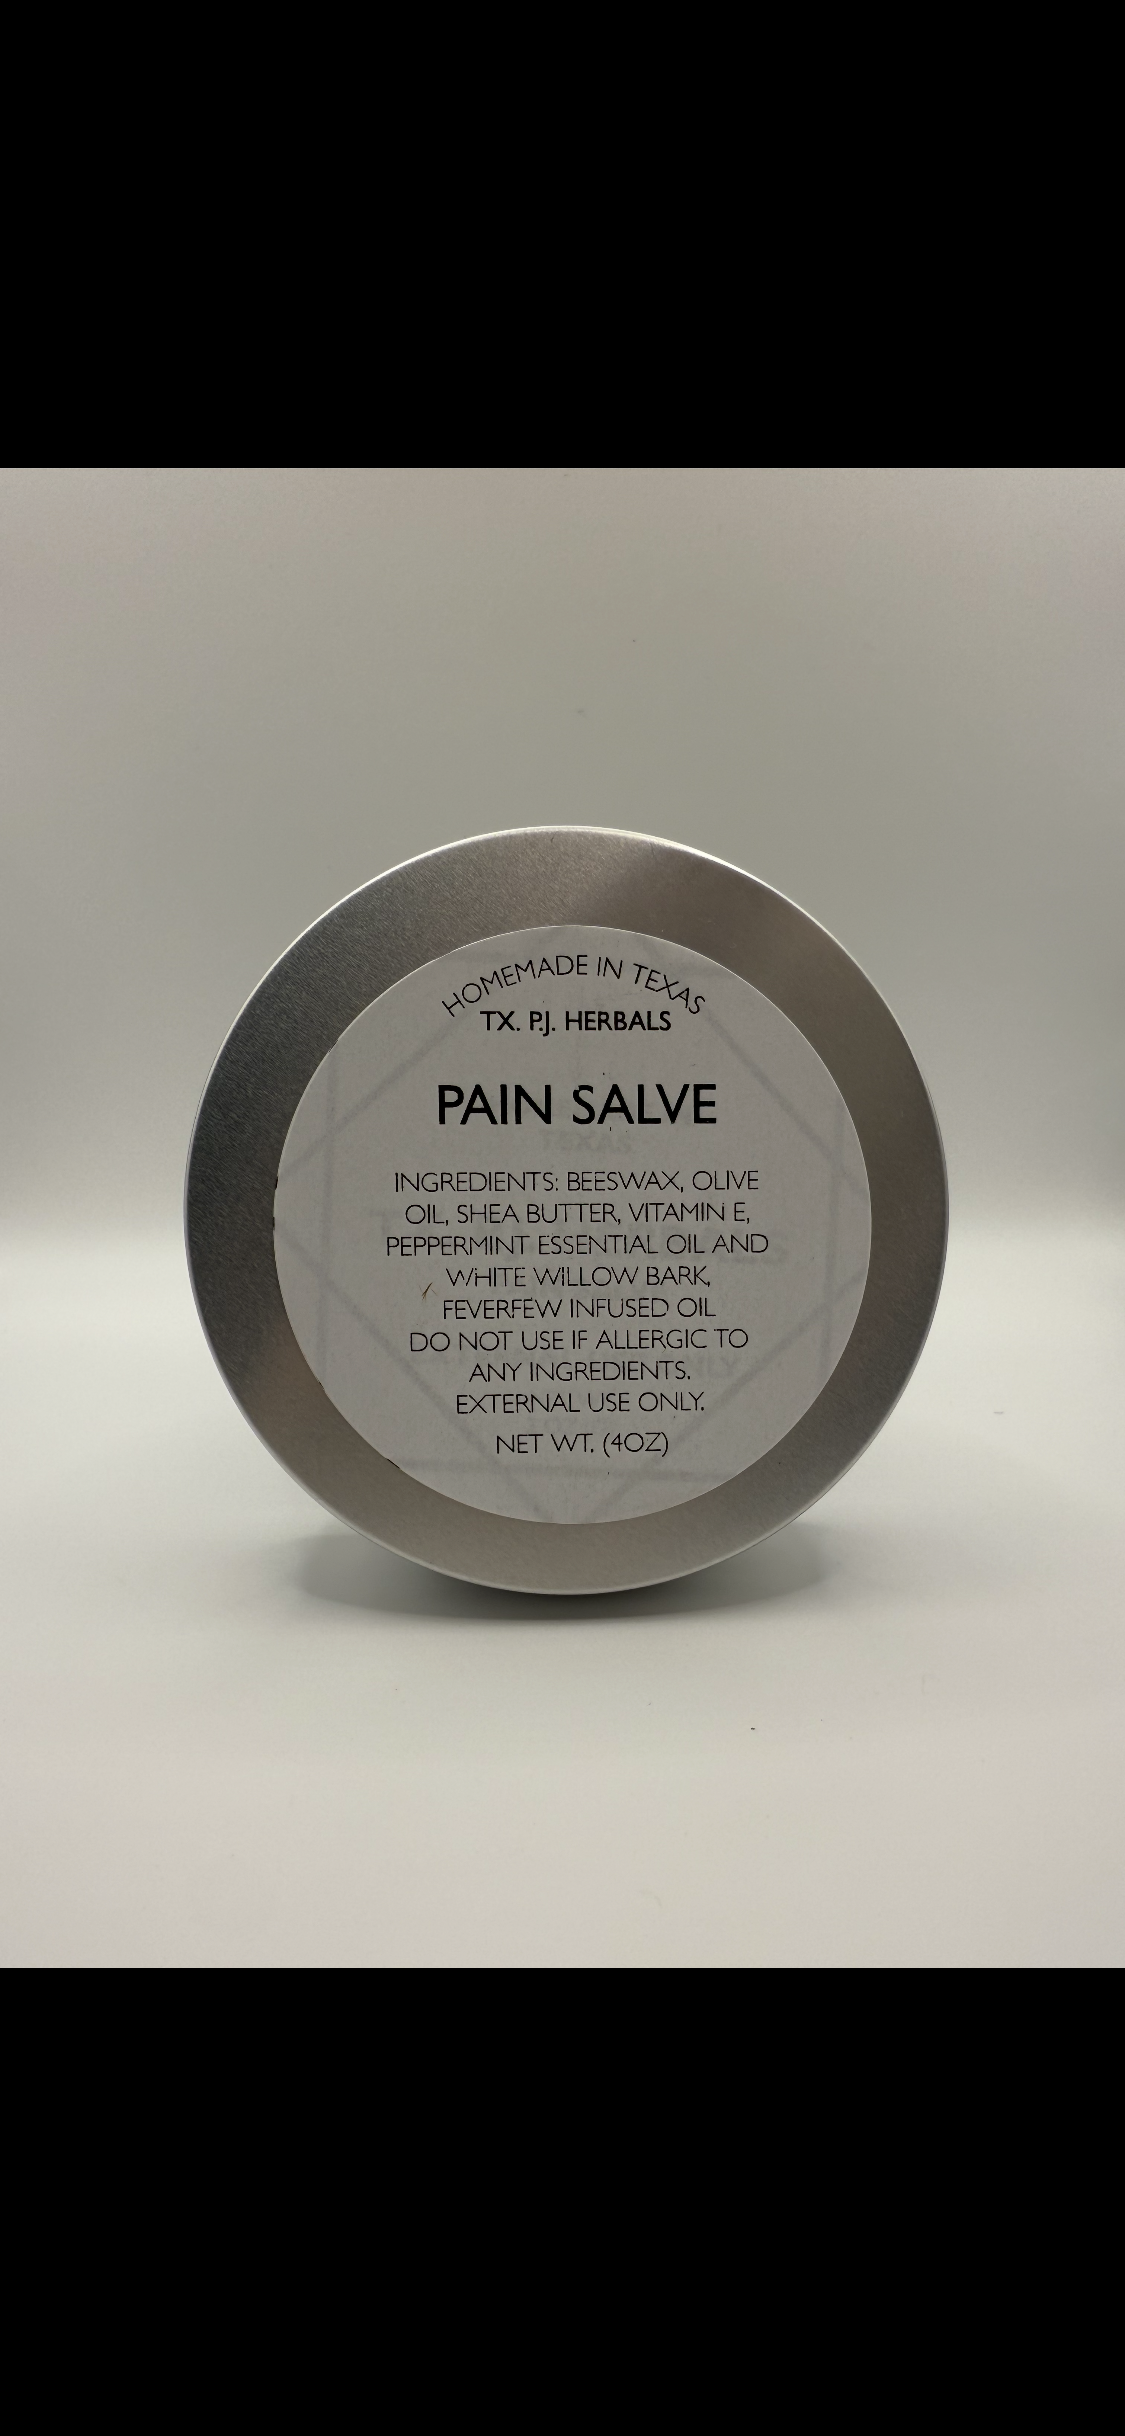 HOMEMADE IN TEXAS
TX. P.J. HERBALS
PAIN SALVE
INGREDIENTS: BEESWAX, OLIVE
OIL, SHEA BUTTER, VITAMIN E,
PEPPERMINT ESSENTIAL OIL AND
WHITE WILLOW BARK,
FEVERFEW INFUSED OIL
DO NOT USE IF ALLERGIC TO
ANY INGREDIENTS.
EXTERNAL USE ONLY.
NET WT. (4OZ)